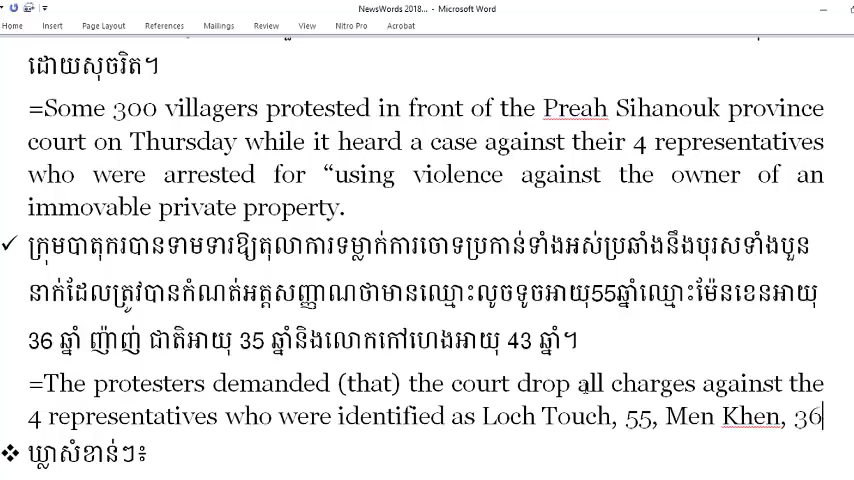 NewsWords 2018... - Microsoft Word
Home Insert Page Layout References Mailings Review View Nitro Pro Acrobat
ដោយសុចរិត។
=Some 300 villagers protested in front of the Preah Sihanouk province
court on Thursday while it heard a case against their 4 representatives
who were arrested for “using violence against the owner of an
immovable private property.
✓ ក្រុមបាតុករបានទាមទារឱ្យតុលាការទម្លាក់ការចោទប្រកាន់ទាំងអស់ប្រឆាំងនឹងបុរសទាំងបួន
នាក់ដែលត្រូវបានកំណត់អត្តសញ្ញាណថាមានឈ្មោះលូចទូចអាយុ55ឆ្នាំឈ្មោះម៉ែនខេនអាយុ
36 ឆ្នាំ ញ៉ាញ់ ជាតិអាយុ 35 ឆ្នាំនិងលោកកៅហេងអាយុ 43 ឆ្នាំ។
=The protesters demanded (that) the court drop all charges against the
4 representatives who were identified as Loch Touch, 55, Men Khen, 36
❖ ឃ្លាសំខាន់ៗ៖